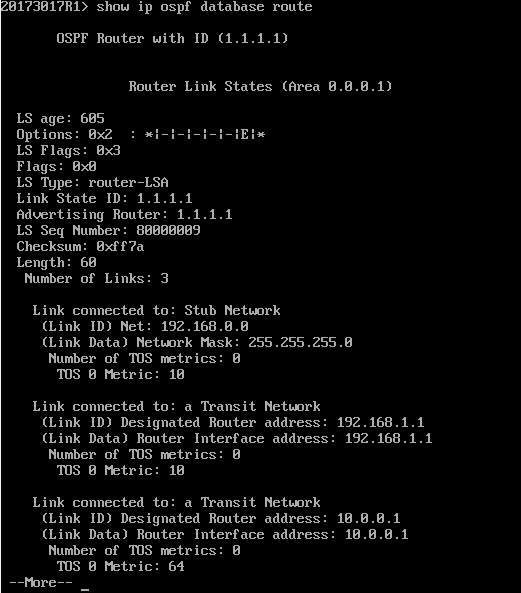 20173017R1> show ip ospf database route
OSPF Router with ID (1.1.1.1)
Router Link States (Area 0.0.0.1)
LS age: 605
Options: 0x2  : *|-|-|-|-|-|E|*
LS Flags: 0x3
Flags: 0x0
LS Type: router-LSA
Link State ID: 1.1.1.1
Advertising Router: 1.1.1.1
LS Seq Number: 80000009
Checksum: 0xff7a
Length: 60
Number of Links: 3
Link connected to: Stub Network
(Link ID) Net: 192.168.0.0
(Link Data) Network Mask: 255.255.255.0
Number of TOS metrics: 0
TOS 0 Metric: 10
Link connected to: a Transit Network
(Link ID) Designated Router address: 192.168.1.1
(Link Data) Router Interface address: 192.168.1.1
Number of TOS metrics: 0
TOS 0 Metric: 10
Link connected to: a Transit Network
(Link ID) Designated Router address: 10.0.0.1
(Link Data) Router Interface address: 10.0.0.1
Number of TOS metrics: 0
TOS 0 Metric: 64
--More-- _